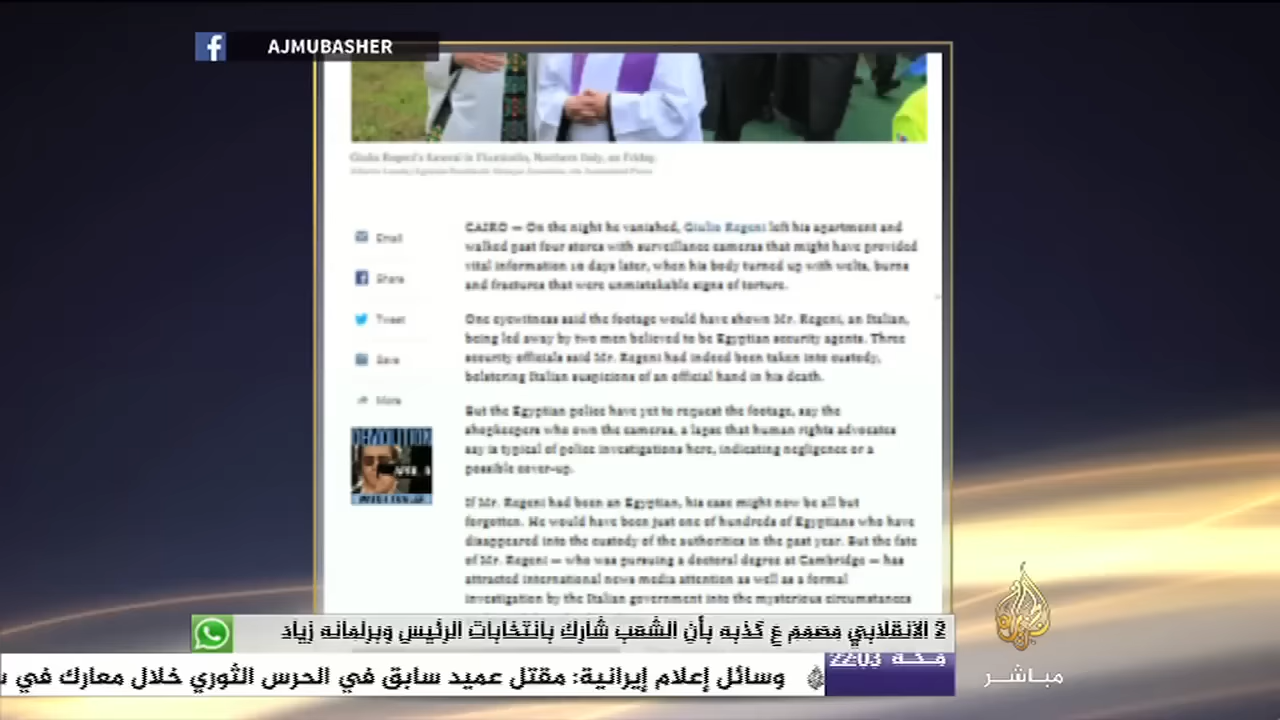 AJMUBASHER
Giulio Regeni's funeral in Fiumicello, Northern Italy, on Friday.
Email
Share
Tweet
Save
More
CAIRO — On the night he vanished, Giulio Regeni left his apartment and
walked past four stores with surveillance cameras that might have provided
vital information 10 days later, when his body turned up with welts, burns
and fractures that were unmistakable signs of torture.
One eyewitness said the footage would have shown Mr. Regeni, an Italian,
being led away by two men believed to be Egyptian security agents. Three
security officials said Mr. Regeni had indeed been taken into custody,
bolstering Italian suspicions of an official hand in his death.
But the Egyptian police have yet to request the footage, say the
shopkeepers who own the cameras, a lapse that human rights advocates
say is typical of police investigations here, indicating negligence or a
possible cover-up.
If Mr. Regeni had been an Egyptian, his case might now be all but
forgotten. He would have been just one of hundreds of Egyptians who have
disappeared into the custody of the authorities in the past year. But the fate
of Mr. Regeni — who was pursuing a doctoral degree at Cambridge — has
attracted international news media attention as well as a formal
investigation by the Italian government into the mysterious circumstances
DEMOLITION
2 الانقلابي مصمم ع كذبه بأن الشعب شارك بانتخابات الرئيس وبرلمانه زياد
مكة 22:03
وسائل إعلام إيرانية: مقتل عميد سابق في الحرس الثوري خلال معارك في
الجزيرة
مباشر